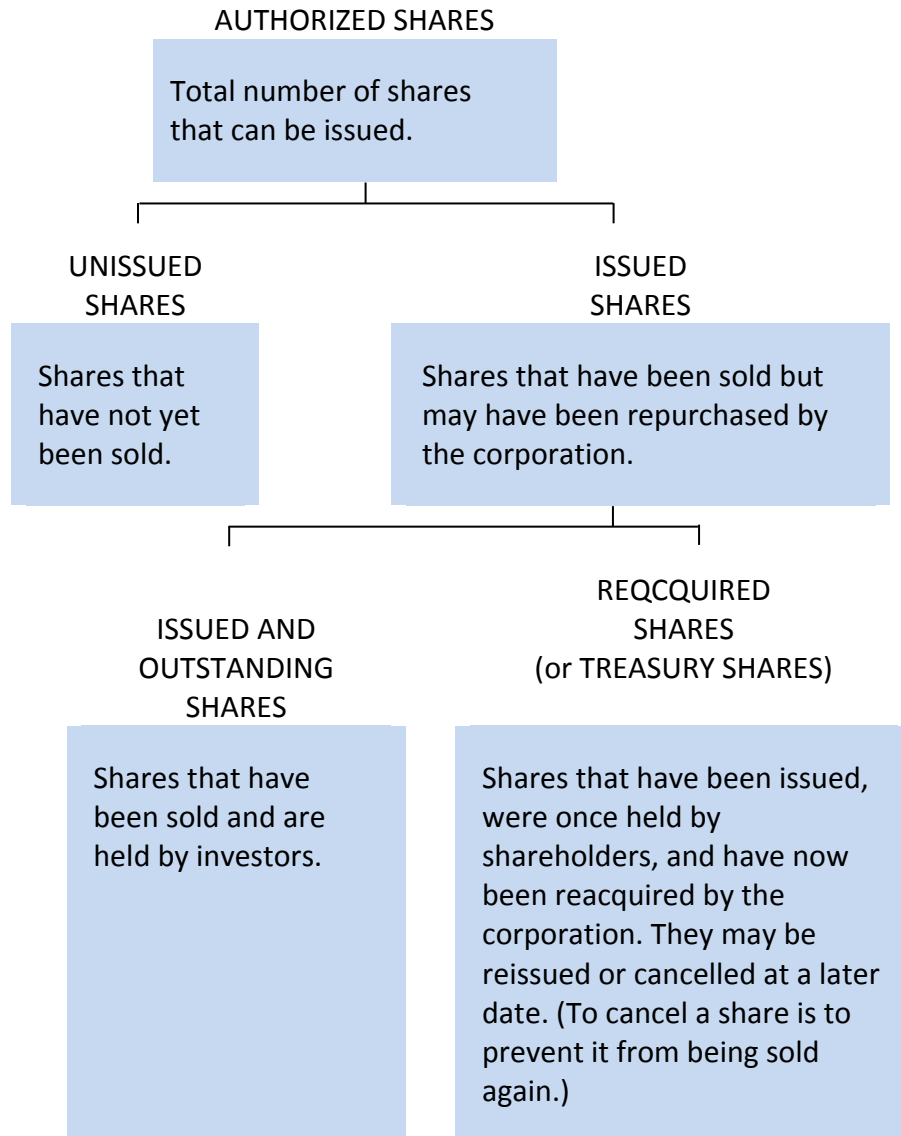 AUTHORIZED SHARES
Total number of shares
that can be issued.
UNISSUED
SHARES
Shares that
have not yet
been sold.
ISSUED
SHARES
Shares that have been sold but
may have been repurchased by
the corporation.
ISSUED AND
OUTSTANDING
SHARES
Shares that have
been sold and are
held by investors.
REQCQUIRED
SHARES
(or TREASURY SHARES)
Shares that have been issued,
were once held by
shareholders, and have now
been reacquired by the
corporation. They may be
reissued or cancelled at a later
date. (To cancel a share is to
prevent it from being sold
again.)